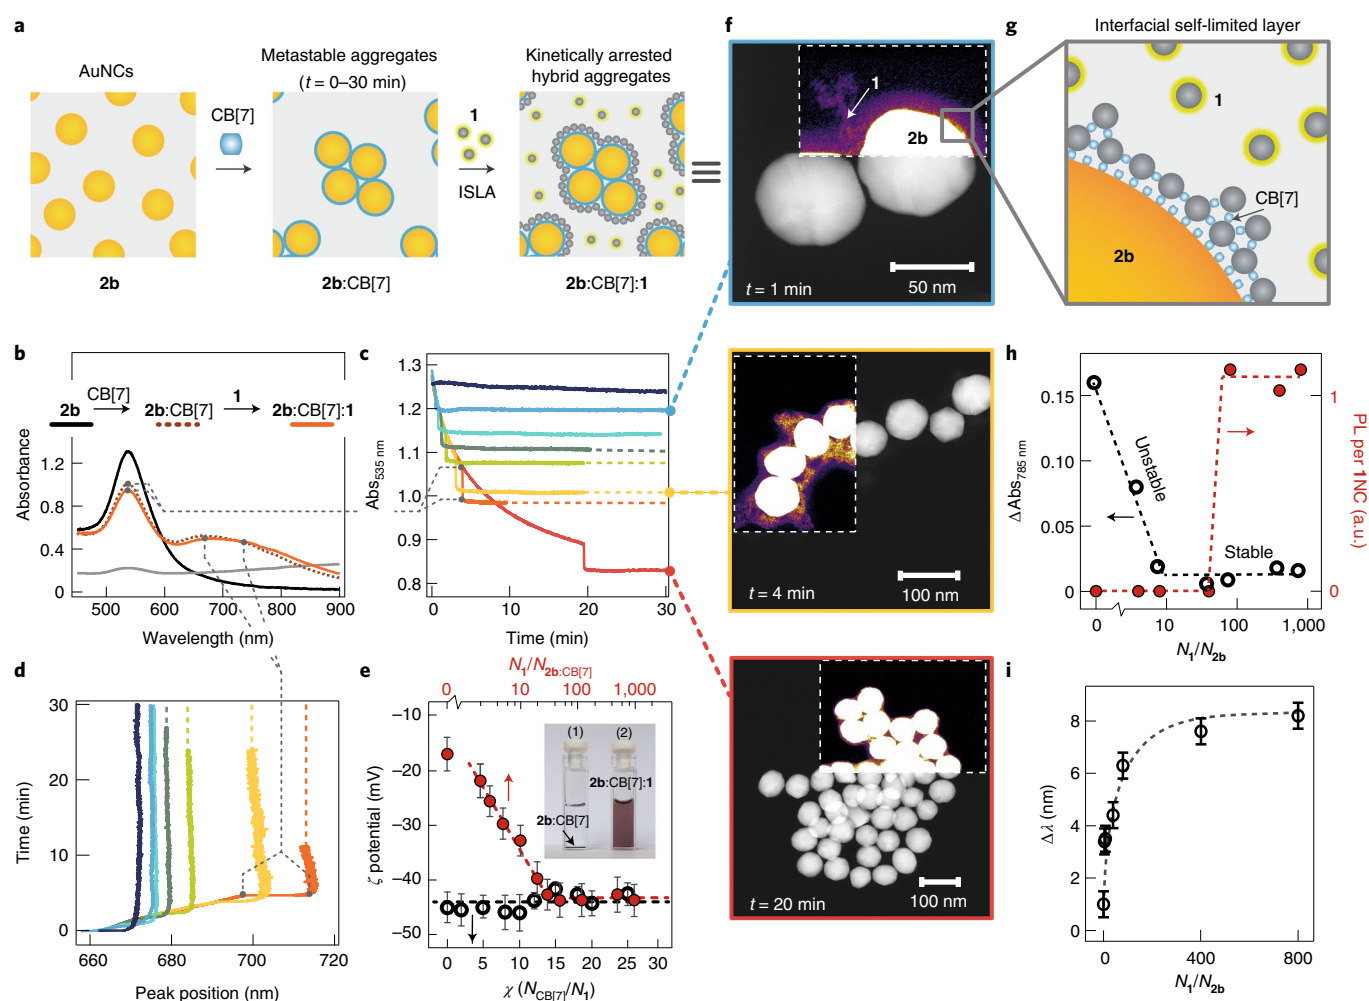 a
AuNCs
2b
CB[7]
Metastable aggregates
(t = 0–30 min)
2b:CB[7]
1
ISLA
Kinetically arrested
hybrid aggregates
2b:CB[7]:1
f
1
2b
t = 1 min
50 nm
g
Interfacial self-limited layer
1
CB[7]
2b
b
2b
CB[7]
2b:CB[7]
1
2b:CB[7]:1
Absorbance
1.2
0.8
0.4
0
500
600
700
800
900
Wavelength (nm)
c
Abs535 nm
1.3
1.2
1.1
1.0
0.9
0.8
0
10
20
30
Time (min)
t = 4 min
100 nm
h
ΔAbs785 nm
0.15
0.10
0.05
0
Unstable
Stable
PL per 1NC (a.u.)
1
0
0
10
100
1,000
N1/N2b
d
Time (min)
30
20
10
0
660
680
700
720
Peak position (nm)
e
N1/N2b:CB[7]
0
10
100
1,000
ζ potential (mV)
–10
–20
–30
–40
–50
(1)
(2)
2b:CB[7]:1
2b:CB[7]
0
5
10
15
20
25
30
χ (NCB[7]/N1)
t = 20 min
100 nm
i
Δλ (nm)
8
6
4
2
0
0
400
800
N1/N2b